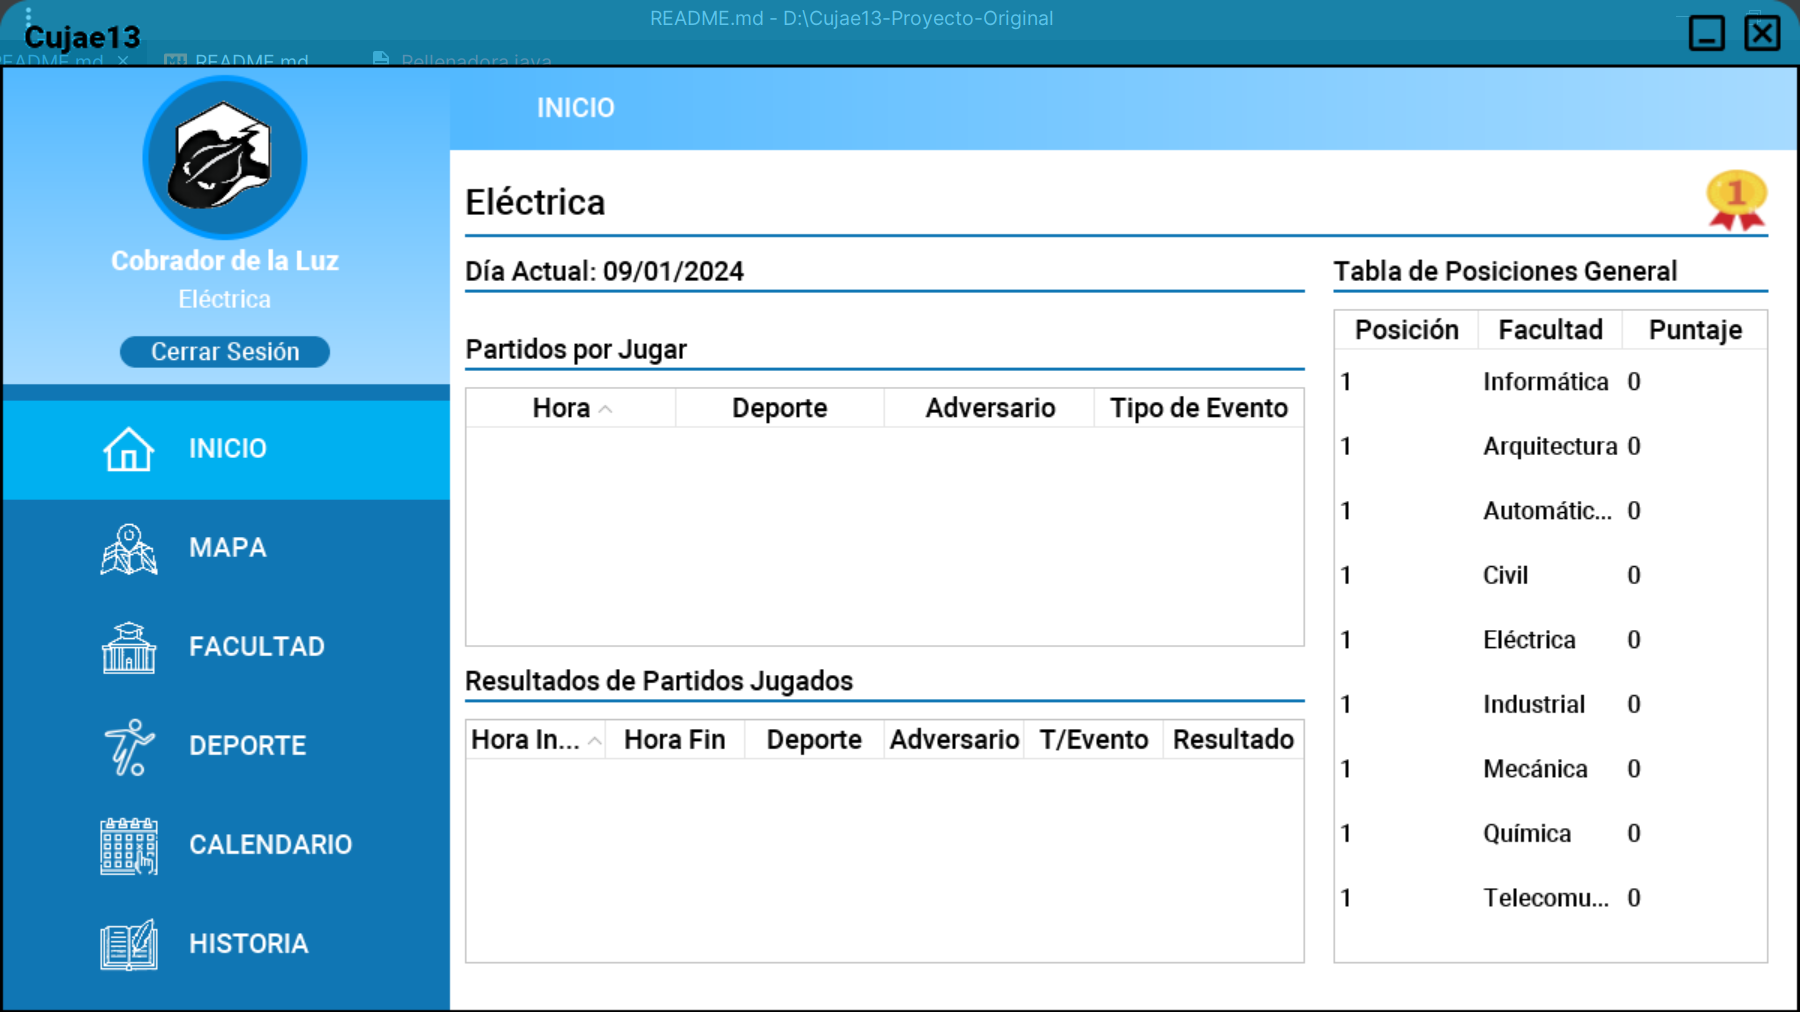 README.md - D:\Cujae13-Proyecto-Original
Cujae13
README.md
README.md
Rellenadora.java
Cobrador de la Luz
Eléctrica
Cerrar Sesión
INICIO
MAPA
FACULTAD
DEPORTE
CALENDARIO
HISTORIA
INICIO
Eléctrica
1
Día Actual: 09/01/2024
Partidos por Jugar
Hora Deporte Adversario Tipo de Evento
Resultados de Partidos Jugados
Hora In... Hora Fin Deporte Adversario T/Evento Resultado
Tabla de Posiciones General
Posición Facultad Puntaje
1 Informática 0
1 Arquitectura 0
1 Automátic... 0
1 Civil 0
1 Eléctrica 0
1 Industrial 0
1 Mecánica 0
1 Química 0
1 Telecomu... 0